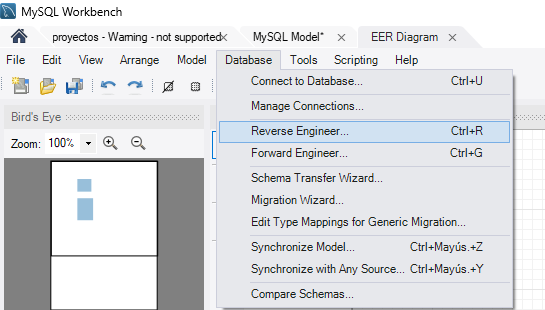 MySQL Workbench
proyectos - Warning - not supported
MySQL Model*
EER Diagram
File Edit View Arrange Model Database Tools Scripting Help
Connect to Database... Ctrl+U
Manage Connections...
Bird's Eye
Reverse Engineer... Ctrl+R
Zoom: 100%
Forward Engineer... Ctrl+G
Schema Transfer Wizard...
Migration Wizard...
Edit Type Mappings for Generic Migration...
Synchronize Model... Ctrl+Mayús.+Z
Synchronize with Any Source... Ctrl+Mayús.+Y
Compare Schemas...